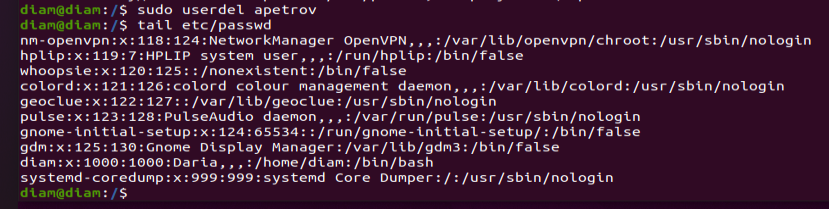 diam@diam:/$ sudo userdel apetrov
diam@diam:/$ tail etc/passwd
nm-openvpn:x:118:124:NetworkManager OpenVPN,,,:/var/lib/openvpn/chroot:/usr/sbin/nologin
hplip:x:119:7:HPLIP system user,,,:/run/hplip:/bin/false
whoopsie:x:120:125::/nonexistent:/bin/false
colord:x:121:126:colord colour management daemon,,,:/var/lib/colord:/usr/sbin/nologin
geoclue:x:122:127::/var/lib/geoclue:/usr/sbin/nologin
pulse:x:123:128:PulseAudio daemon,,,:/var/run/pulse:/usr/sbin/nologin
gnome-initial-setup:x:124:65534::/run/gnome-initial-setup/:/bin/false
gdm:x:125:130:Gnome Display Manager:/var/lib/gdm3:/bin/false
diam:x:1000:1000:Daria,,,:/home/diam:/bin/bash
systemd-coredump:x:999:999:systemd Core Dumper:/:/usr/sbin/nologin
diam@diam:/$